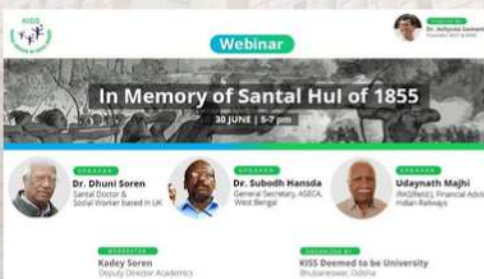 KISS
Webinar
Dr. Achyuta Samanta
In Memory of Santal Hul of 1855
30 JUNE | 5-7 pm
SPEAKER
Dr. Dhuni Soren
Santal Doctor &
Social Worker based in UK
SPEAKER
Dr. Subodh Hansda
General Secretary, ASECA,
West Bengal
SPEAKER
Udaynath Majhi
Indian Railways
MODERATOR
Kadey Soren
Deputy Director Academics
ORGANIZED BY
KISS Deemed to be University
Bhubaneswar, Odisha